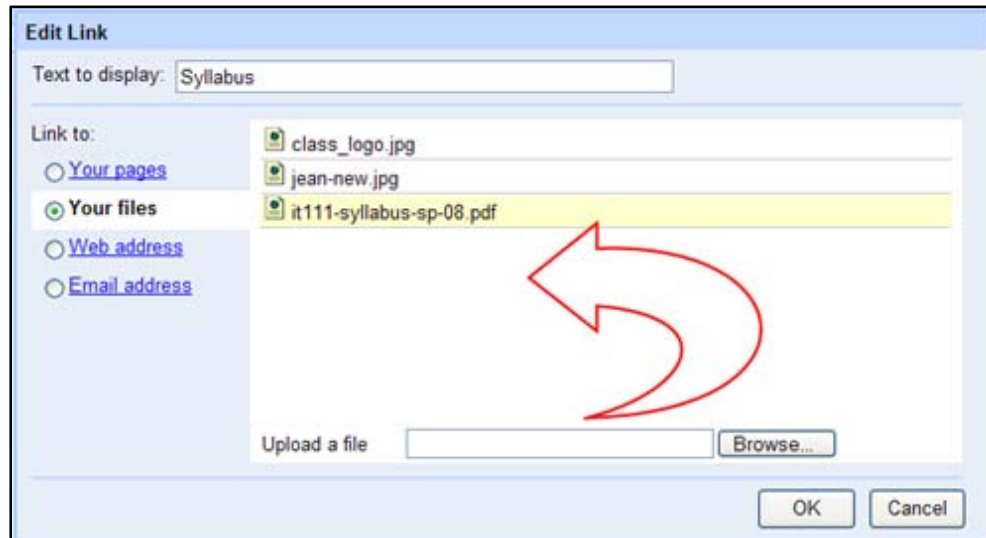 Edit Link
Text to display: Syllabus
Link to:
Your pages
Your files
Web address
Email address
class_logo.jpg
jean-new.jpg
it111-syllabus-sp-08.pdf
Upload a file Browse...
OK Cancel